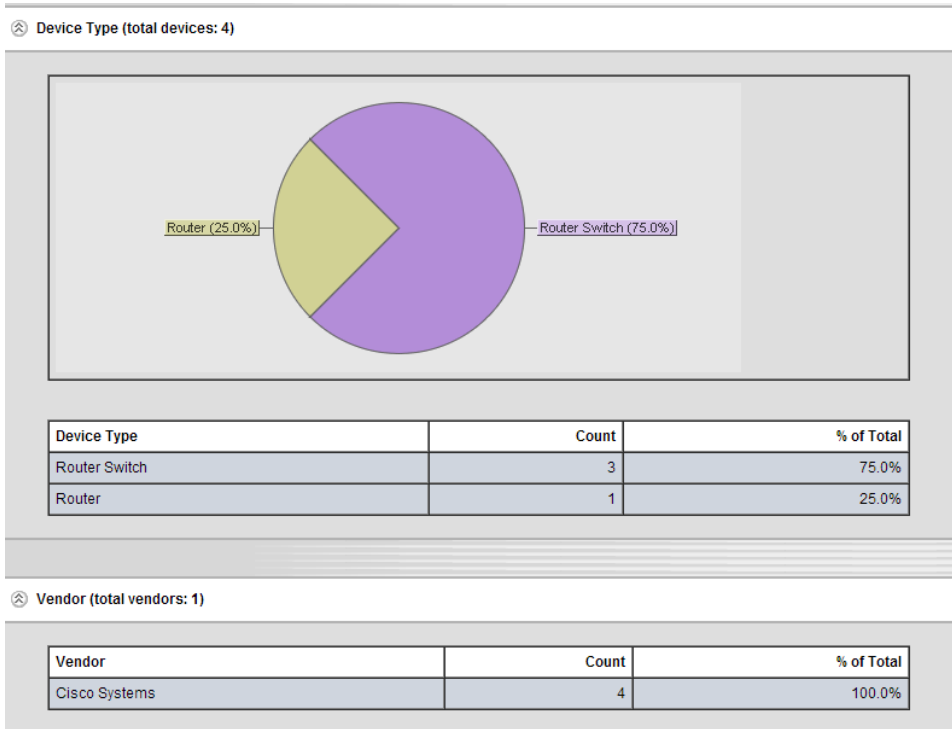 Device Type (total devices: 4)
Router (25.0%)
Router Switch (75.0%)
Device Type Count % of Total
Router Switch 3 75.0%
Router 1 25.0%
Vendor (total vendors: 1)
Vendor Count % of Total
Cisco Systems 4 100.0%